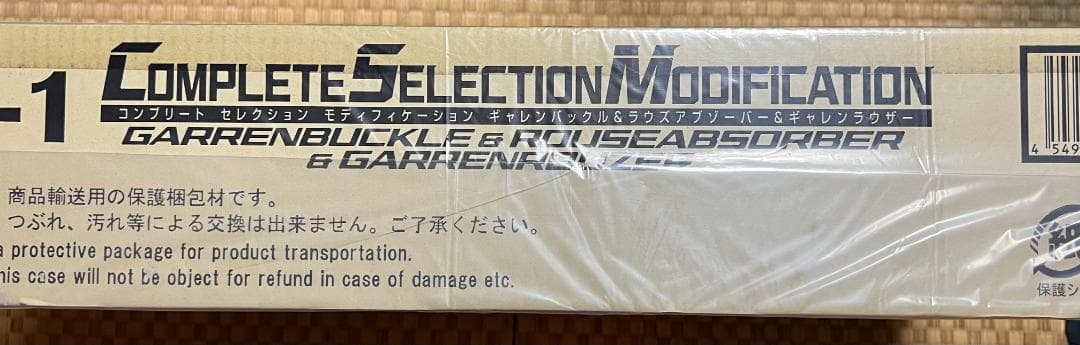 -1
COMPLETE SELECTION MODIFICATION
コンプリート セレクション モディフィケーション ギャレンバックル&ラウズアブソーバー&ギャレンラウザー
GARRENBUCKLE & ROUSEABSORBER
& GARRENROUZER
4 549
商品輸送用の保護梱包材です。
つぶれ、汚れ等による交換は出来ません。ご了承ください。
a protective package for product transportation.
his case will not be object for refund in case of damage etc.
紙
保護シ